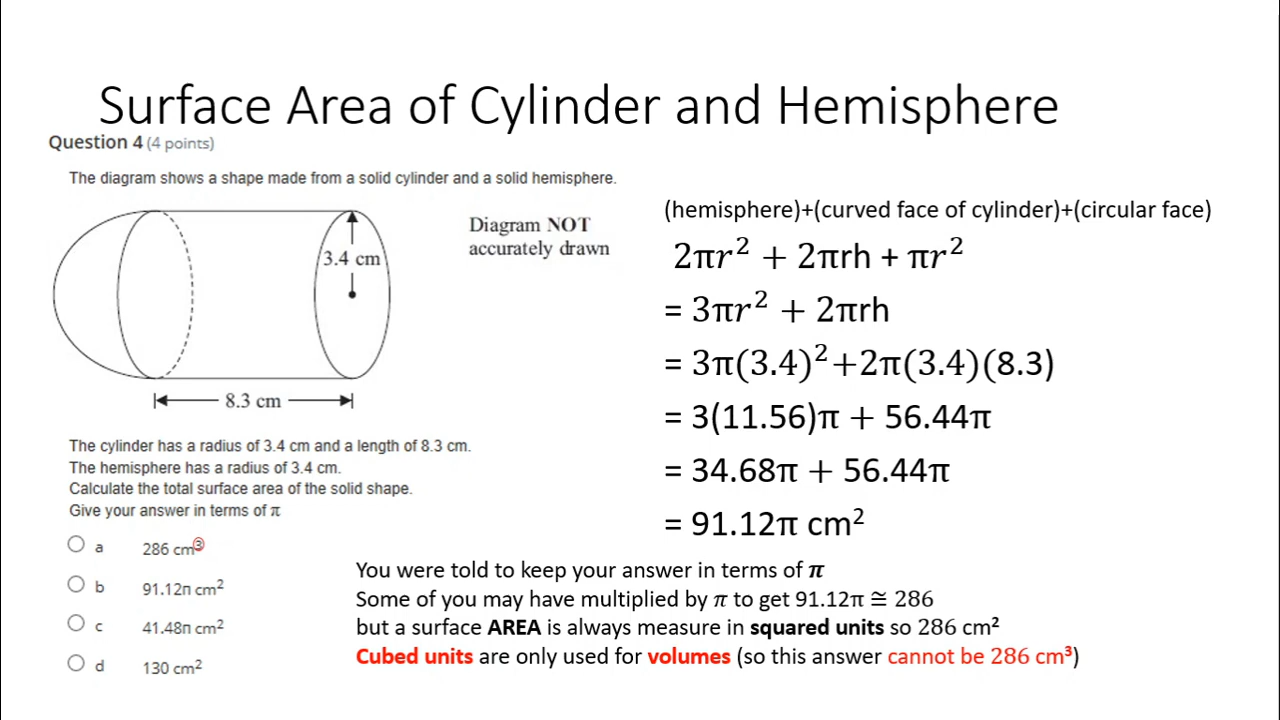 Surface Area of Cylinder and Hemisphere
Question 4 (4 points)
The diagram shows a shape made from a solid cylinder and a solid hemisphere.
Diagram NOT
accurately drawn
3.4 cm
8.3 cm
The cylinder has a radius of 3.4 cm and a length of 8.3 cm.
The hemisphere has a radius of 3.4 cm.
Calculate the total surface area of the solid shape.
Give your answer in terms of π
a 286 cm³
b 91.12π cm²
c 41.48π cm²
d 130 cm²
(hemisphere)+(curved face of cylinder)+(circular face)
2πr² + 2πrh + πr²
= 3πr² + 2πrh
= 3π(3.4)²+2π(3.4)(8.3)
= 3(11.56)π + 56.44π
= 34.68π + 56.44π
= 91.12π cm²
You were told to keep your answer in terms of π
Some of you may have multiplied by π to get 91.12π ≅ 286
but a surface AREA is always measure in squared units so 286 cm²
Cubed units are only used for volumes (so this answer cannot be 286 cm³)